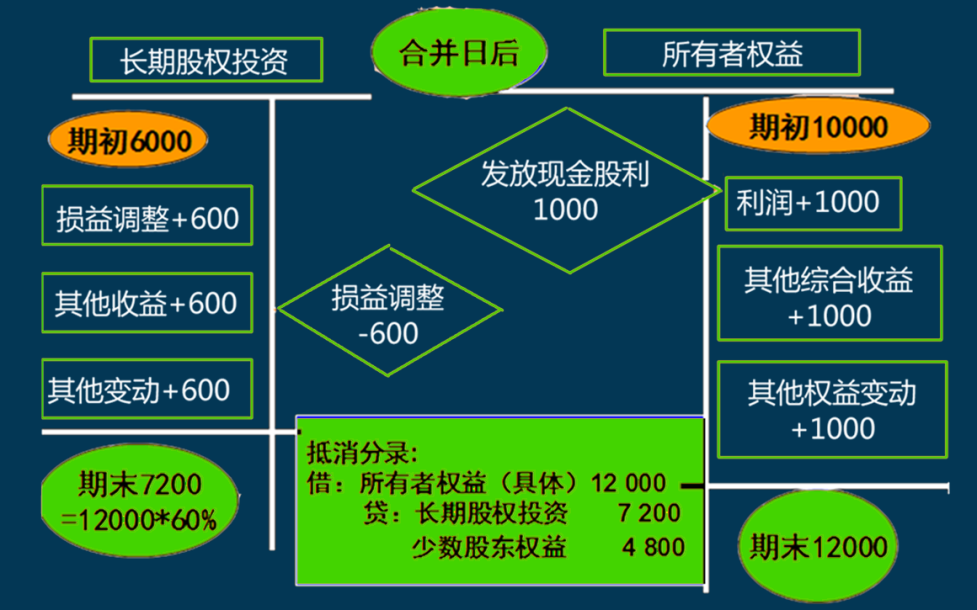 合并日后
长期股权投资
所有者权益
期初6000
期初10000
损益调整+600
其他收益+600
其他变动+600
发放现金股利
1000
损益调整
-600
利润+1000
其他综合收益
+1000
其他权益变动
+1000
期末7200
=12000*60%
抵消分录:
借：所有者权益（具体）12 000
贷：长期股权投资 7 200
少数股东权益 4 800
期末12000